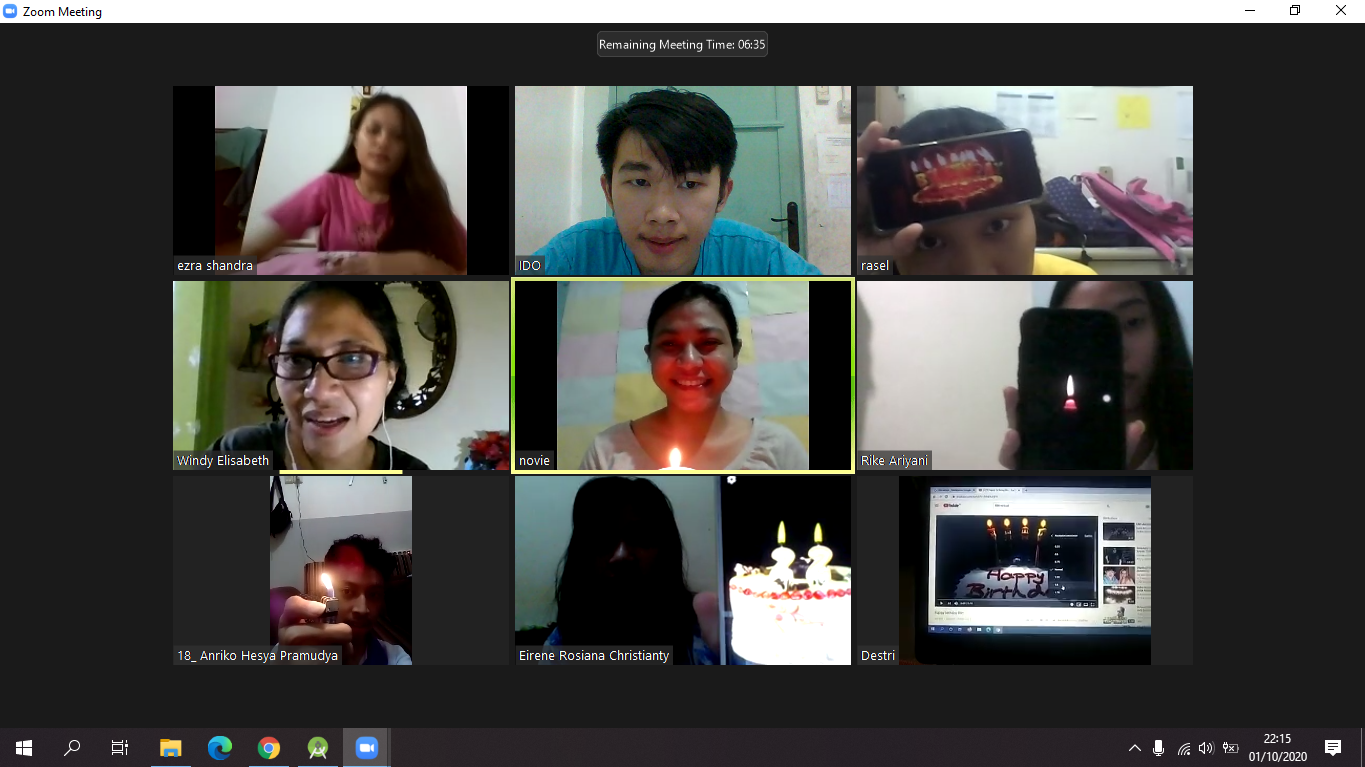 Zoom Meeting
Remaining Meeting Time: 06:35
ezra shandra
IDO
rasel
Windy Elisabeth
novie
Rike Ariyani
18_ Anriko Hesya Pramudya
Eirene Rosiana Christianty
22
Destri
Happy
Birthday
22:15
01/10/2020